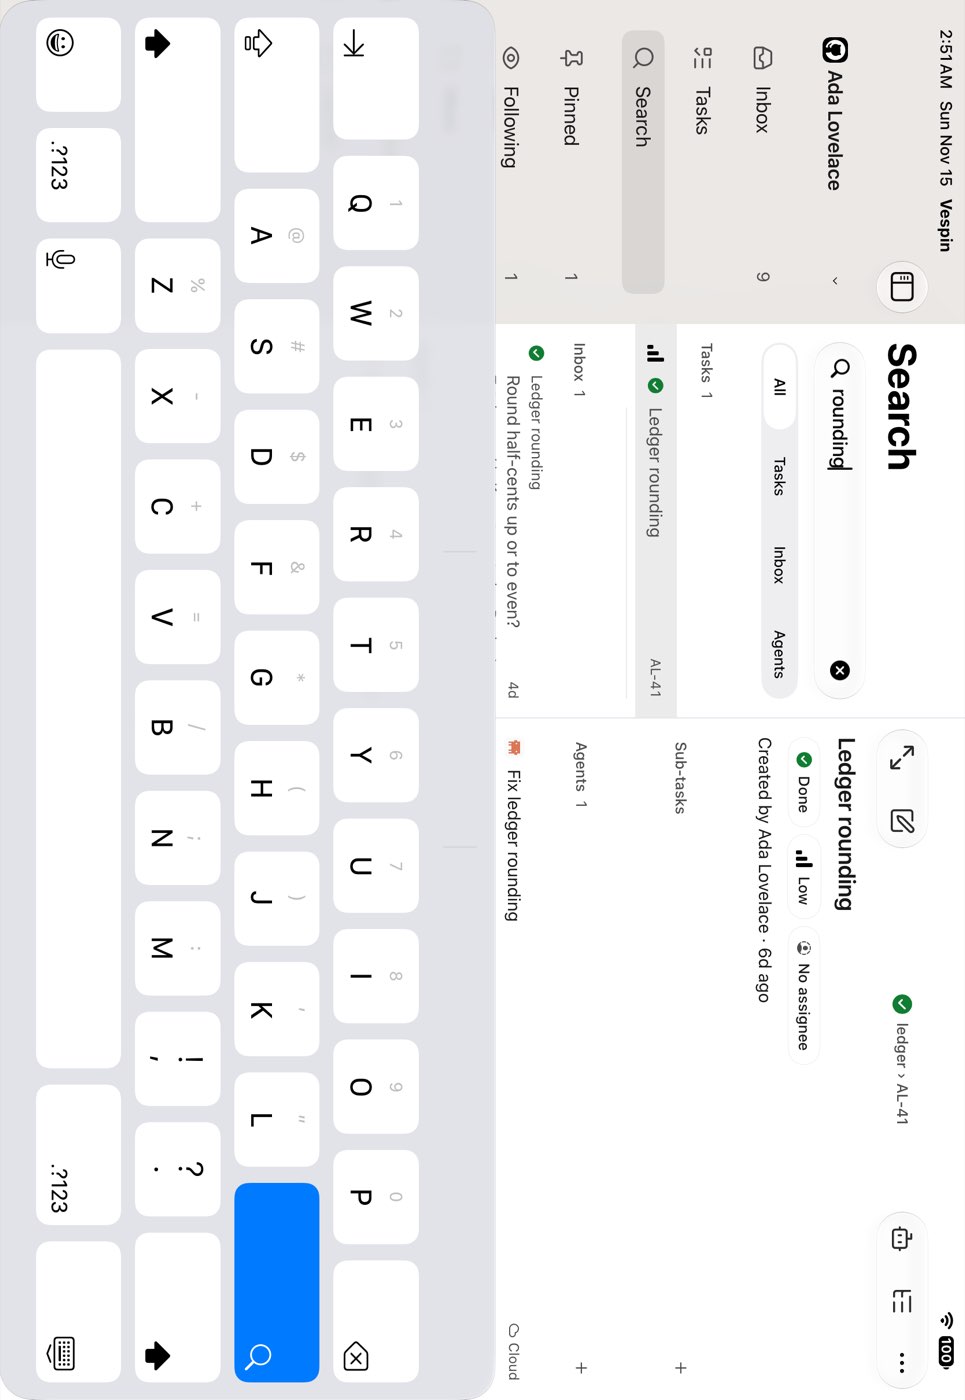 2:51 AM Sun Nov 15 Vespin
100
Ada Lovelace
Inbox 9
Tasks
Search
Pinned 1
Following 1
Search
rounding
All Tasks Inbox Agents
Tasks 1
Ledger rounding AL-41
Inbox 1
Ledger rounding
Round half-cents up or to even? 4d
ledger › AL-41
Ledger rounding
Done Low No assignee
Created by Ada Lovelace · 6d ago
Sub-tasks +
Agents 1 +
Fix ledger rounding Cloud
1 2 3 4 5 6 7 8 9 0
Q W E R T Y U I O P
@ # $ & * ( ) ' "
A S D F G H J K L
% - + = / ; : ! ?
Z X C V B N M , .
.?123 .?123